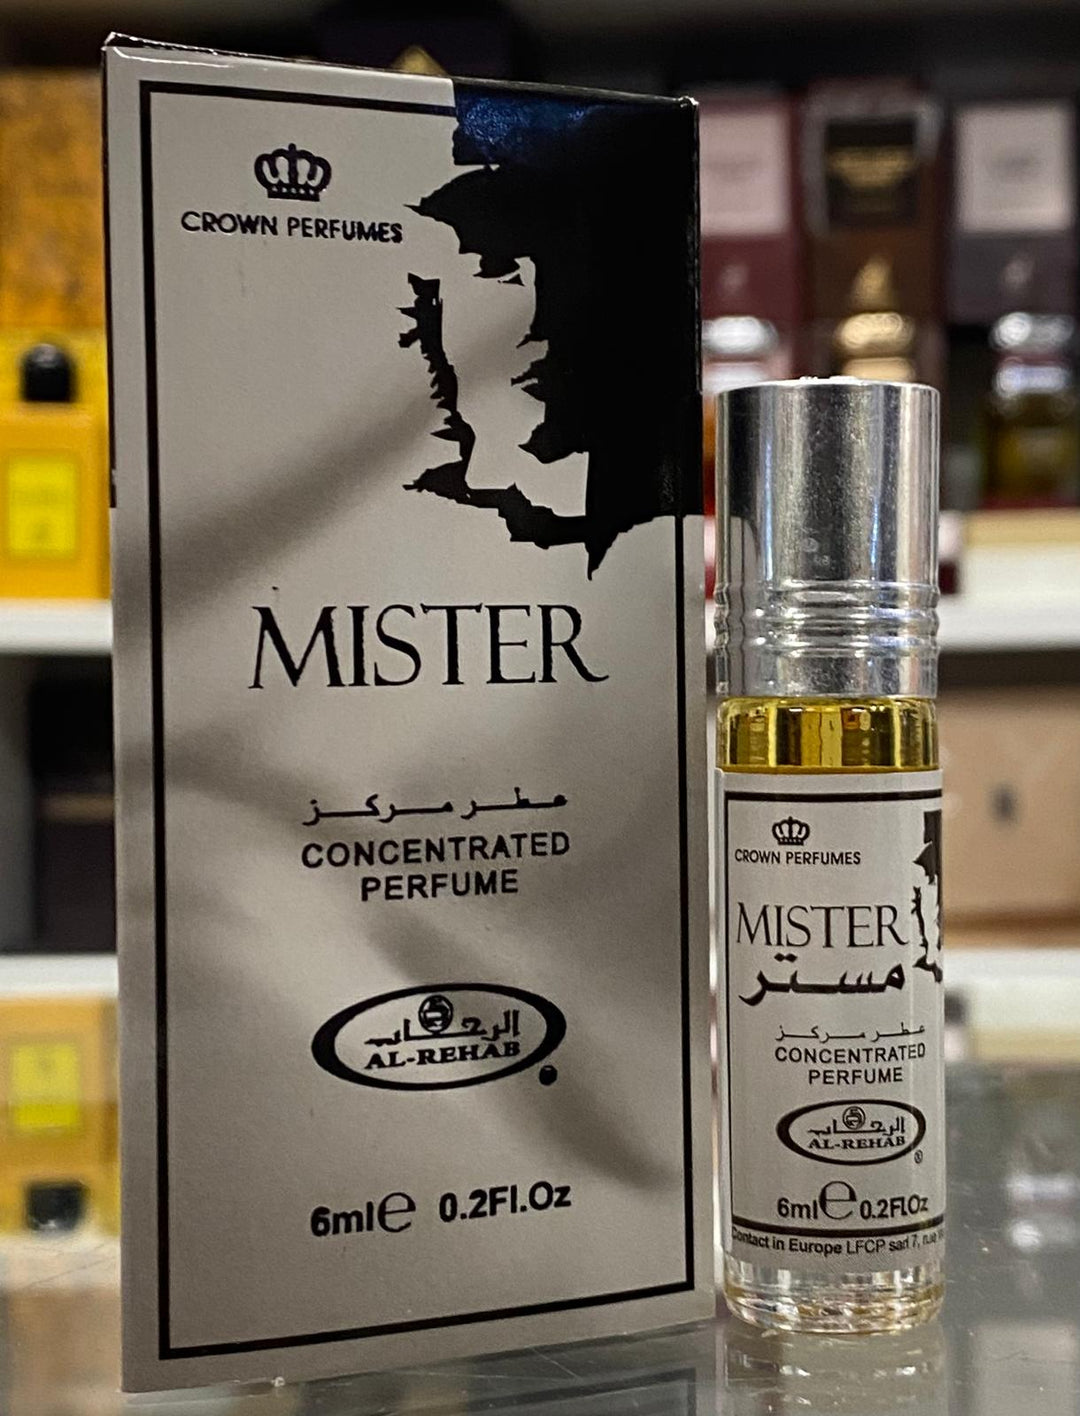 CROWN PERFUMES
MISTER
عطر مركز
CONCENTRATED
PERFUME
الرحاب
AL-REHAB
6ml℮ 0.2Fl.Oz
CROWN PERFUMES
MISTER
مستر
عطر مركز
CONCENTRATED
PERFUME
الرحاب
AL-REHAB
®
6ml℮ 0.2Fl.Oz
Contact in Europe LFCP sarl 7, rue